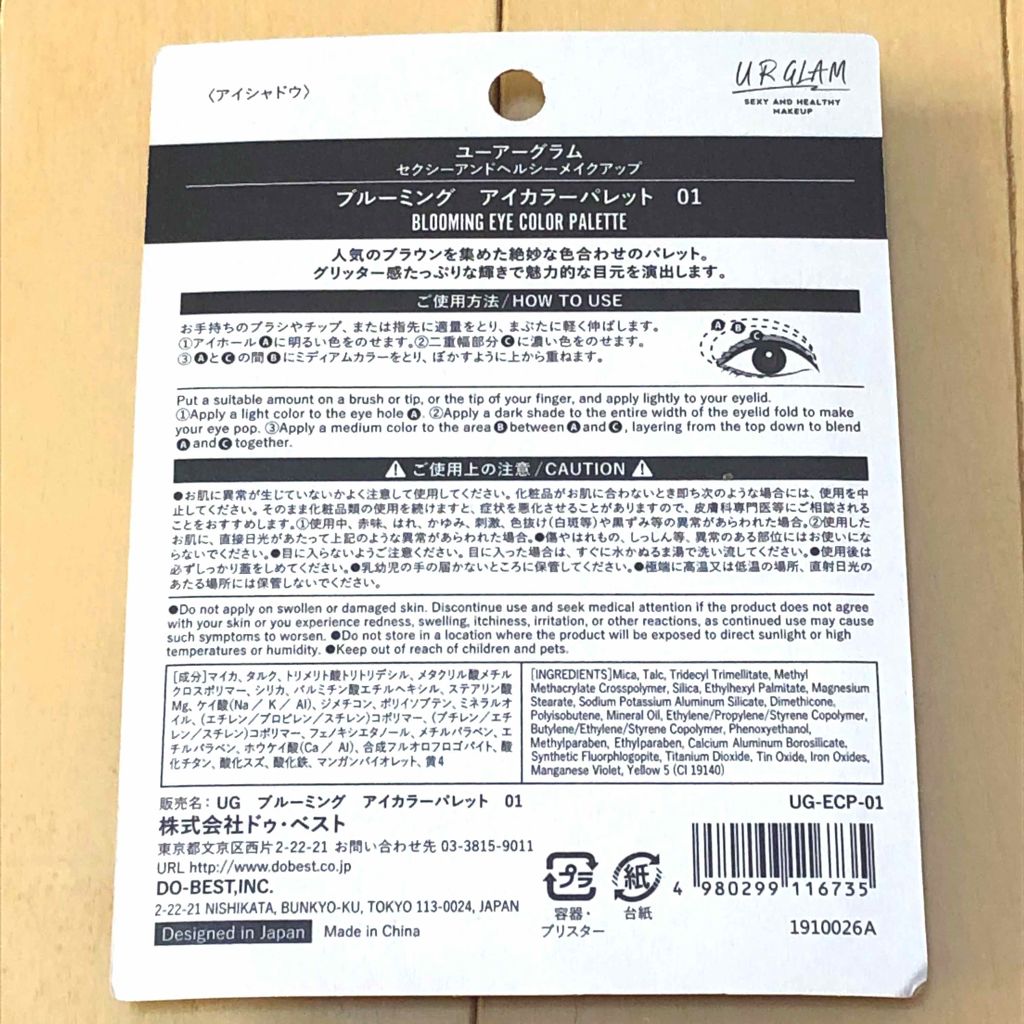 〈アイシャドウ〉
UR GLAM
SEXY AND HEALTHY
MAKEUP
ユーアーグラム
セクシーアンドヘルシーメイクアップ
ブルーミング アイカラーパレット 01
BLOOMING EYE COLOR PALETTE
人気のブラウンを集めた絶妙な色合わせのパレット。
グリッター感たっぷりな輝きで魅力的な目元を演出します。
ご使用方法/HOW TO USE
お手持ちのブラシやチップ、または指先に適量をとり、まぶたに軽く伸ばします。
①アイホールAに明るい色をのせます。②二重幅部分Cに濃い色をのせます。
③AとCの間Bにミディアムカラーをとり、ぼかすように上から重ねます。
A B C
Put a suitable amount on a brush or tip, or the tip of your finger, and apply lightly to your eyelid.
①Apply a light color to the eye hole A. ②Apply a dark shade to the entire width of the eyelid fold to make
your eye pop. ③Apply a medium color to the area B between A and C, layering from the top down to blend
A and C together.
⚠ ご使用上の注意/CAUTION ⚠
●お肌に異常が生じていないかよく注意して使用してください。化粧品がお肌に合わないとき即ち次のような場合には、使用を中
止してください。そのまま化粧品類の使用を続けますと、症状を悪化させることがありますので、皮膚科専門医等にご相談される
ことをおすすめします。①使用中、赤味、はれ、かゆみ、刺激、色抜け(白斑等)や黒ずみ等の異常があらわれた場合。②使用した
お肌に、直接日光があたって上記のような異常があらわれた場合。●傷やはれもの、しっしん等、異常のある部位にはお使いにな
らないでください。●目に入らないようご注意ください。目に入った場合は、すぐに水かぬるま湯で洗い流してください。●使用後は
必ずしっかり蓋をしめてください。●乳幼児の手の届かないところに保管してください。●極端に高温又は低温の場所、直射日光の
あたる場所には保管しないでください。
●Do not apply on swollen or damaged skin. Discontinue use and seek medical attention if the product does not agree
with your skin or you experience redness, swelling, itchiness, irritation, or other reactions, as continued use may cause
such symptoms to worsen. ●Do not store in a location where the product will be exposed to direct sunlight or high
temperatures or humidity. ●Keep out of reach of children and pets.
[成分]マイカ、タルク、トリメリト酸トリトリデシル、メタクリル酸メチル
クロスポリマー、シリカ、パルミチン酸エチルヘキシル、ステアリン酸
Mg、ケイ酸(Na / K / Al)、ジメチコン、ポリイソブテン、ミネラルオ
イル、(エチレン/プロピレン/スチレン)コポリマー、(ブチレン/エチ
レン/スチレン)コポリマー、フェノキシエタノール、メチルパラベン、エ
チルパラベン、ホウケイ酸(Ca / Al)、合成フルオロフロゴパイト、酸
化チタン、酸化スズ、酸化鉄、マンガンバイオレット、黄4
[INGREDIENTS]Mica, Talc, Tridecyl Trimellitate, Methyl
Methacrylate Crosspolymer, Silica, Ethylhexyl Palmitate, Magnesium
Stearate, Sodium Potassium Aluminum Silicate, Dimethicone,
Polyisobutene, Mineral Oil, Ethylene/Propylene/Styrene Copolymer,
Butylene/Ethylene/Styrene Copolymer, Phenoxyethanol,
Methylparaben, Ethylparaben, Calcium Aluminum Borosilicate,
Synthetic Fluorphlogopite, Titanium Dioxide, Tin Oxide, Iron Oxides,
Manganese Violet, Yellow 5 (CI 19140)
販売名：UG ブルーミング アイカラーパレット 01
株式会社ドゥ・ベスト
東京都文京区西片2-22-21 お問い合わせ先 03-3815-9011
URL http://www.dobest.co.jp
DO-BEST,INC.
2-22-21 NISHIKATA, BUNKYO-KU, TOKYO 113-0024, JAPAN
Designed in Japan Made in China
プラ
容器・
ブリスター
紙
台紙
UG-ECP-01
4 980299 116735
1910026A